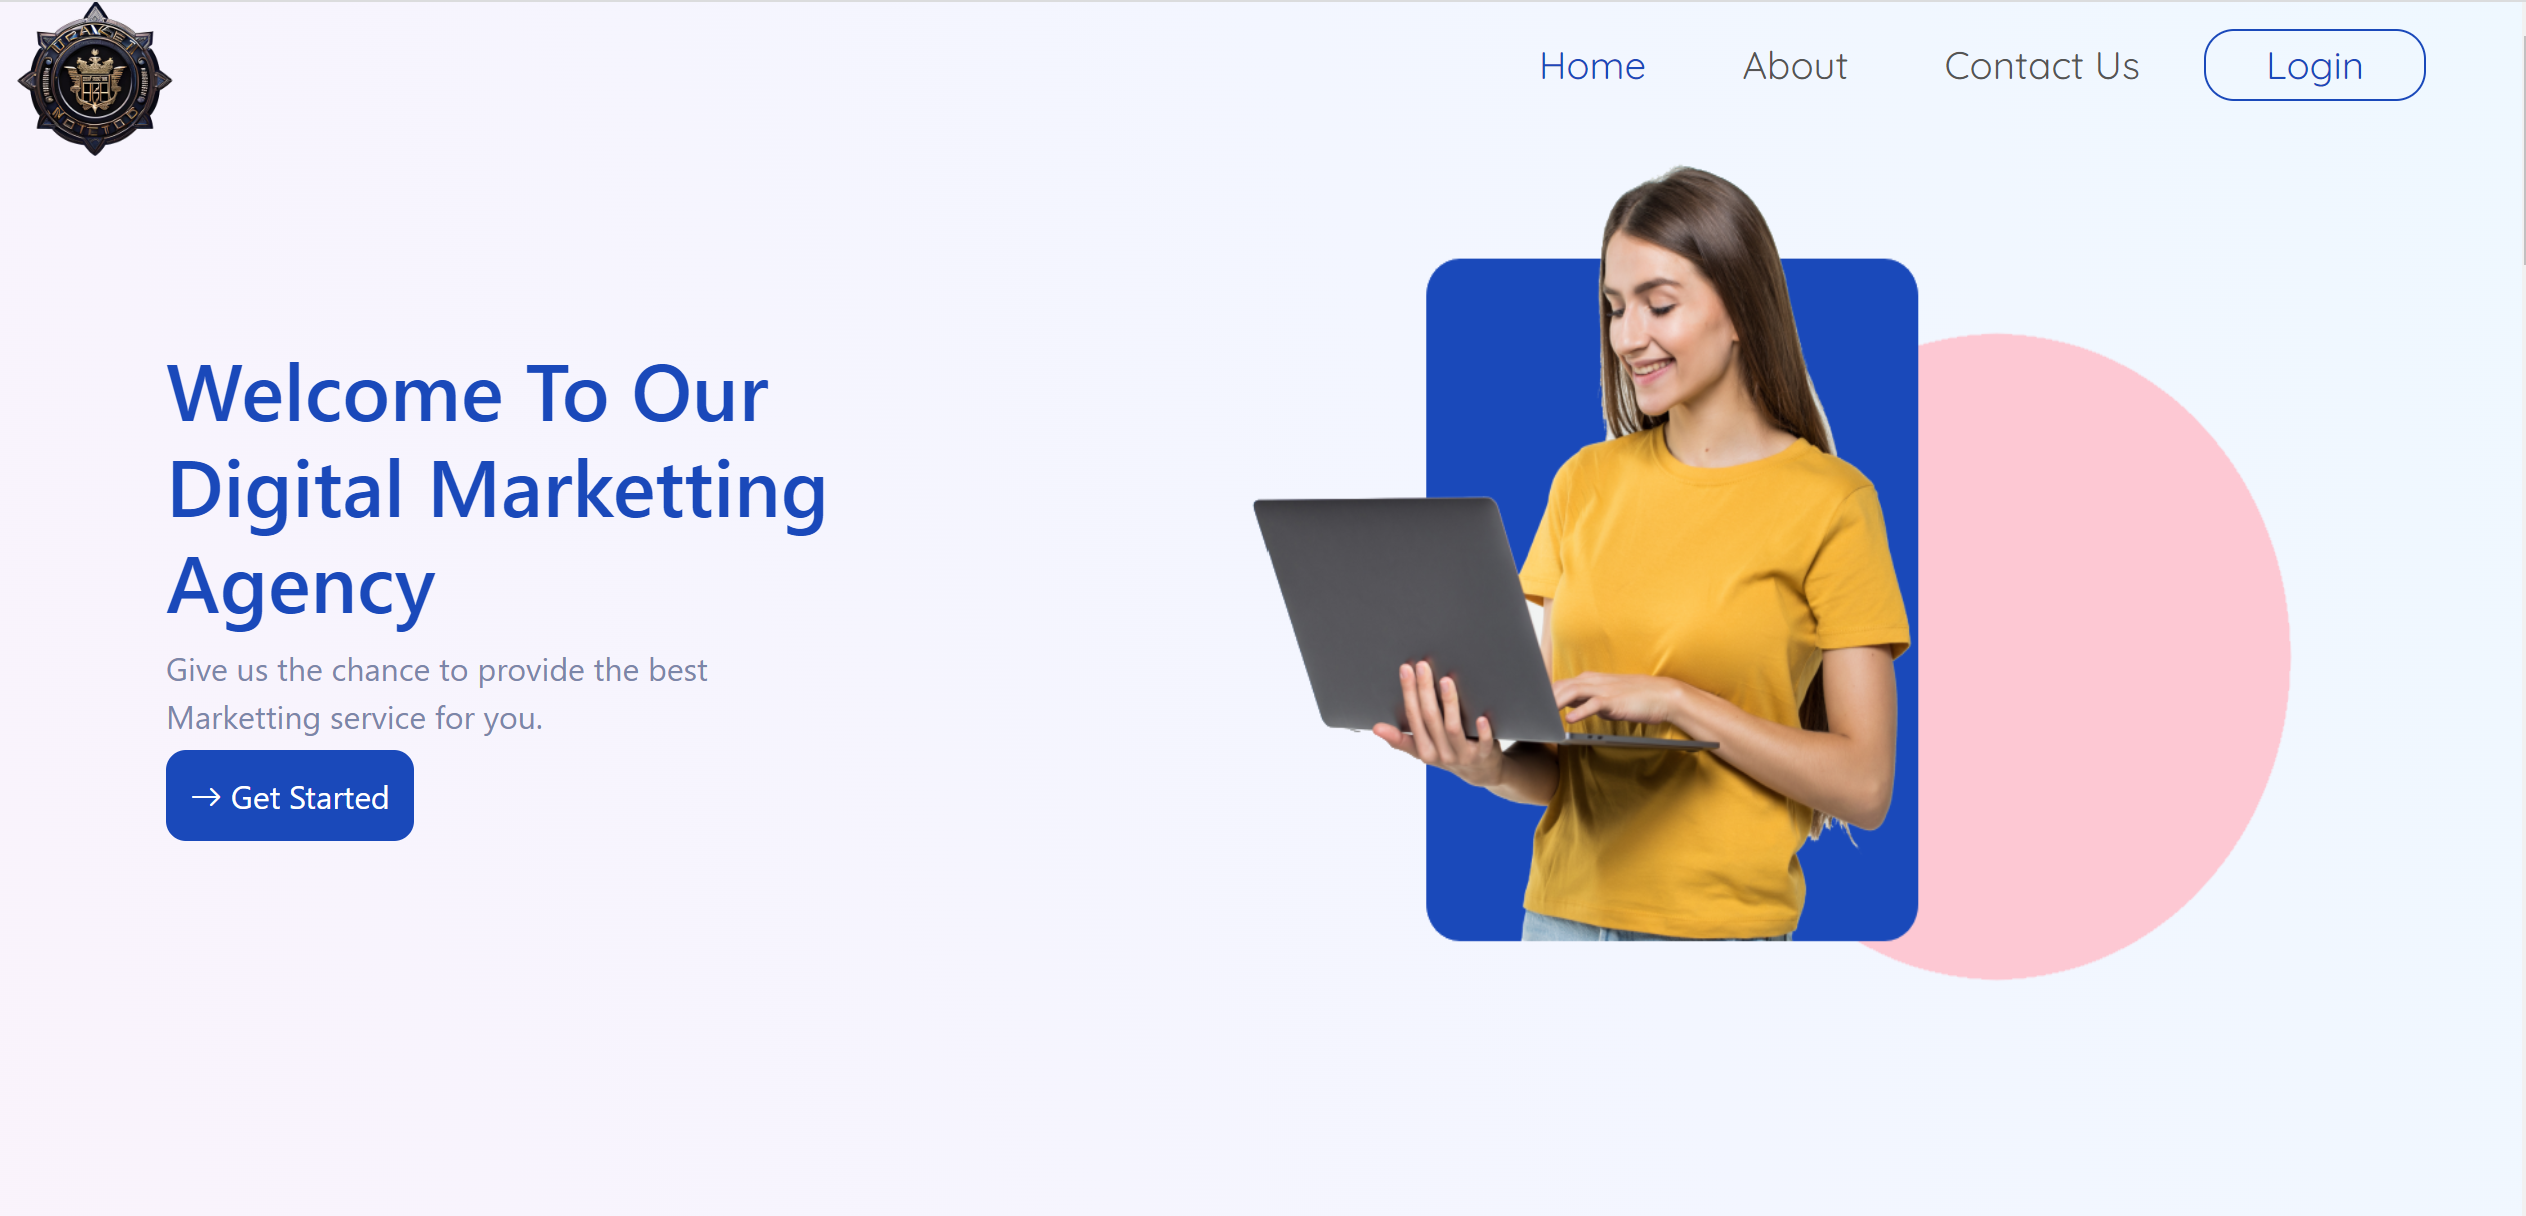 Home
About
Contact Us
Login
Welcome To Our
Digital Marketting
Agency
Give us the chance to provide the best
Marketting service for you.
→ Get Started